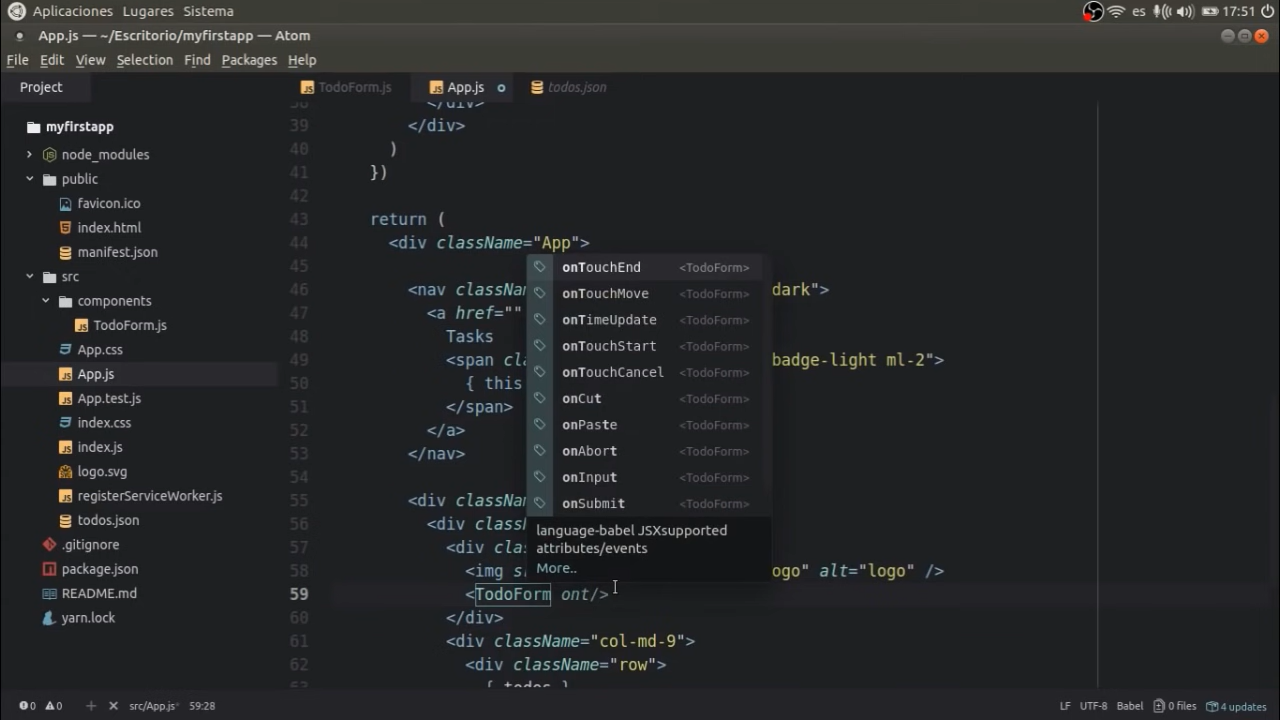 Aplicaciones Lugares Sistema es 17:51
App.js — ~/Escritorio/myfirstapp — Atom
File Edit View Selection Find Packages Help
Project
TodoForm.js App.js todos.json
myfirstapp
node_modules
public
favicon.ico
index.html
manifest.json
src
components
TodoForm.js
App.css
App.js
App.test.js
index.css
index.js
logo.svg
registerServiceWorker.js
todos.json
.gitignore
package.json
README.md
yarn.lock
38 </div>
39 </div>
40 )
41 })
42
43 return (
44 <div className="App">
45
46 <nav classNa dark">
47 <a href=""
48 Tasks
49 <span cla badge-light ml-2">
50 { this
51 </span>
52 </a>
53 </nav>
54
55 <div classNa
56 <div class
57 <div cla
58 <img s ogo" alt="logo" />
59 <TodoForm ont/>
60 </div>
61 <div className="col-md-9">
62 <div className="row">
63 { todos }
onTouchEnd <TodoForm>
onTouchMove <TodoForm>
onTimeUpdate <TodoForm>
onTouchStart <TodoForm>
onTouchCancel <TodoForm>
onCut <TodoForm>
onPaste <TodoForm>
onAbort <TodoForm>
onInput <TodoForm>
onSubmit <TodoForm>
language-babel JSXsupported
attributes/events
More..
0 0 src/App.js 59:28 LF UTF-8 Babel 0 files 4 updates